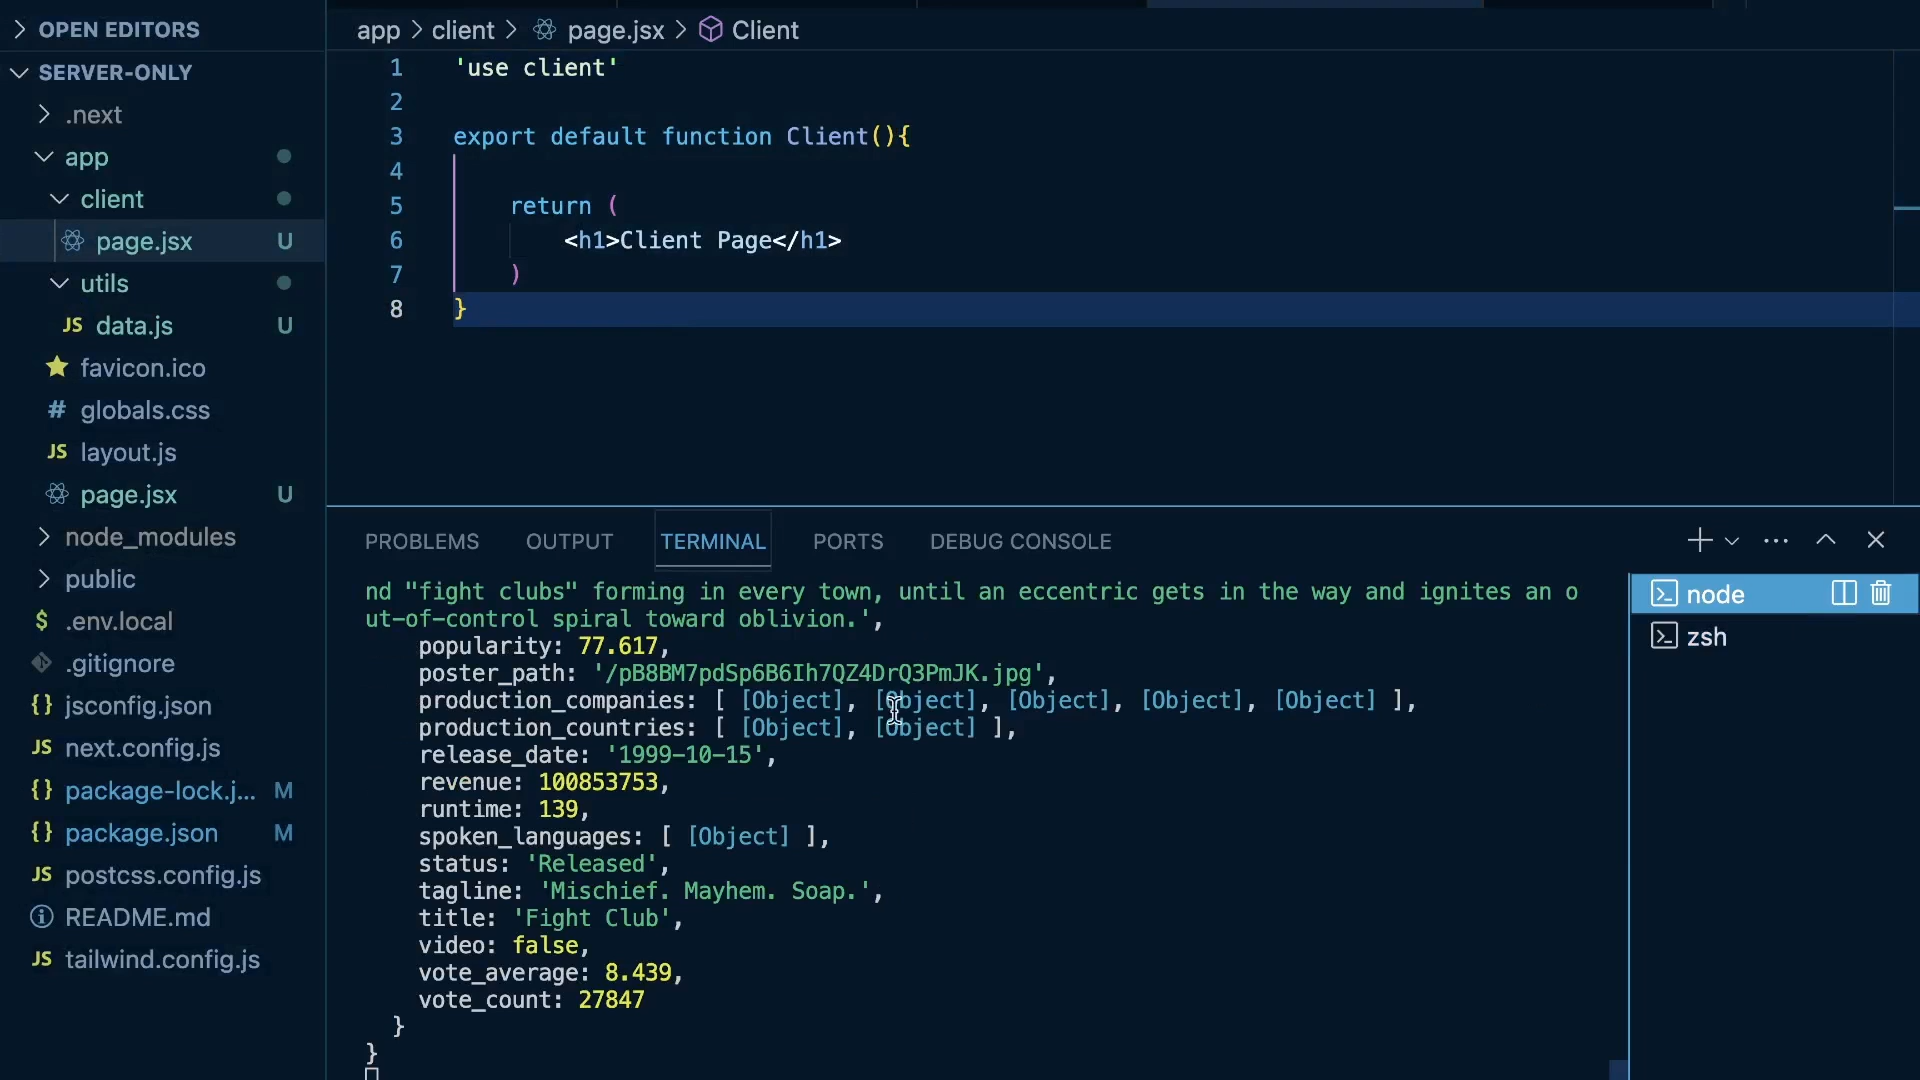 OPEN EDITORS
SERVER-ONLY
.next
app
client
page.jsx U
utils
JS data.js U
favicon.ico
# globals.css
JS layout.js
page.jsx U
node_modules
public
$ .env.local
.gitignore
{} jsconfig.json
JS next.config.js
{} package-lock.j... M
{} package.json M
JS postcss.config.js
README.md
JS tailwind.config.js
app > client > page.jsx > Client
1 'use client'
2
3 export default function Client(){
4
5 return (
6 <h1>Client Page</h1>
7 )
8 }
PROBLEMS OUTPUT TERMINAL PORTS DEBUG CONSOLE
nd "fight clubs" forming in every town, until an eccentric gets in the way and ignites an o
ut-of-control spiral toward oblivion.',
popularity: 77.617,
poster_path: '/pB8BM7pdSp6B6Ih7QZ4DrQ3PmJK.jpg',
production_companies: [ [Object], [Object], [Object], [Object], [Object] ],
production_countries: [ [Object], [Object] ],
release_date: '1999-10-15',
revenue: 100853753,
runtime: 139,
spoken_languages: [ [Object] ],
status: 'Released',
tagline: 'Mischief. Mayhem. Soap.',
title: 'Fight Club',
video: false,
vote_average: 8.439,
vote_count: 27847
}
}
node
zsh